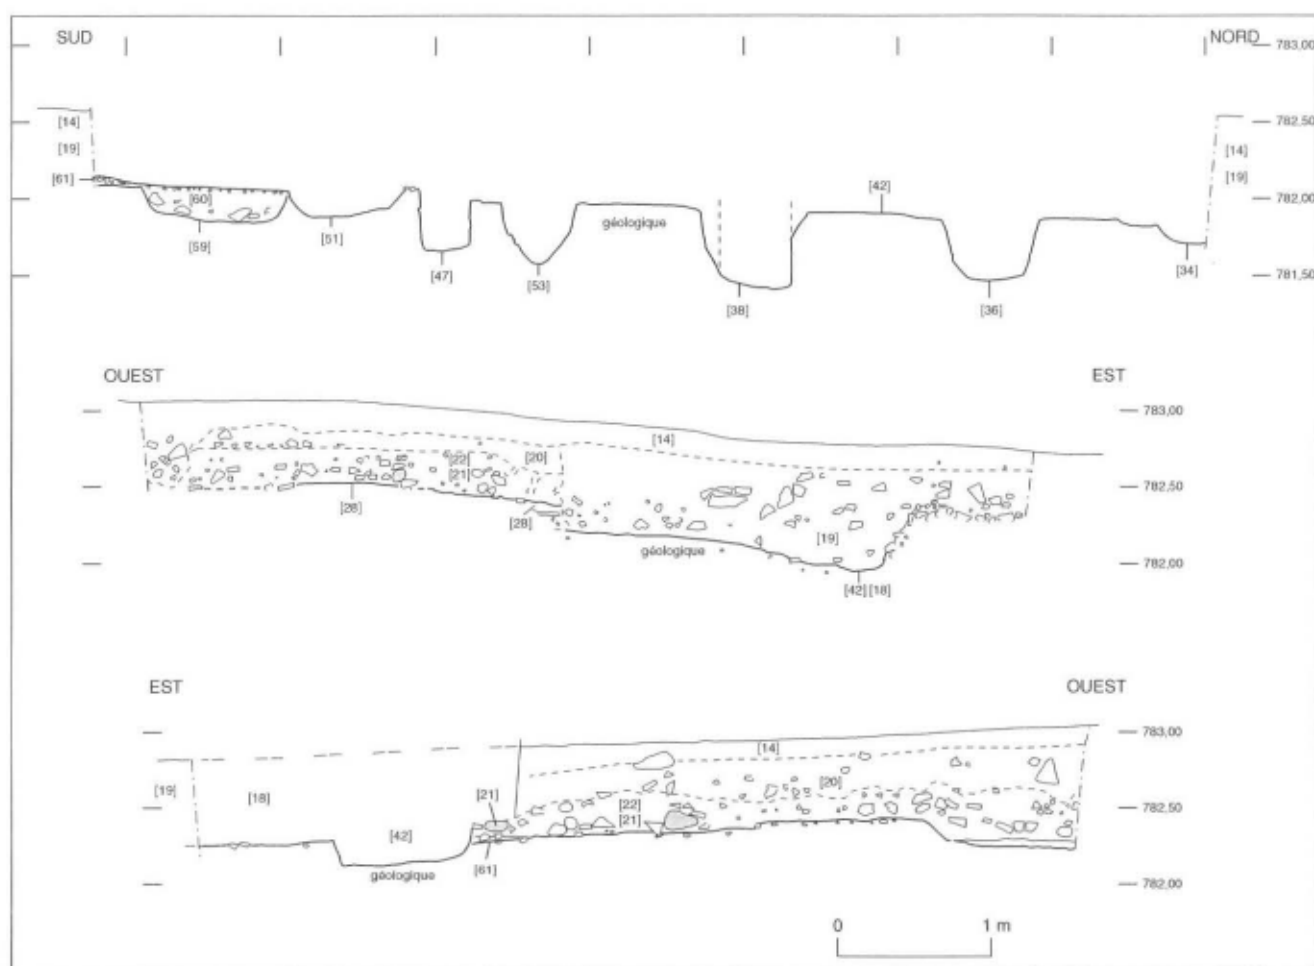 SUD NORD 783,00
[14] 782,50
[19] [14]
[61] [19]
[60] [42] 782,00
géologique
[59] [51]
[47] [53] [34] 781,50
[38] [36]
OUEST EST
783,00
[14]
[22] [20]
[21]
[28] [28] 782,50
[19]
géologique
782,00
[42] [18]
EST OUEST
783,00
[14]
[19] [18] [21] [20]
[22] 782,50
[21]
[42]
[61]
géologique 782,00
0 1 m